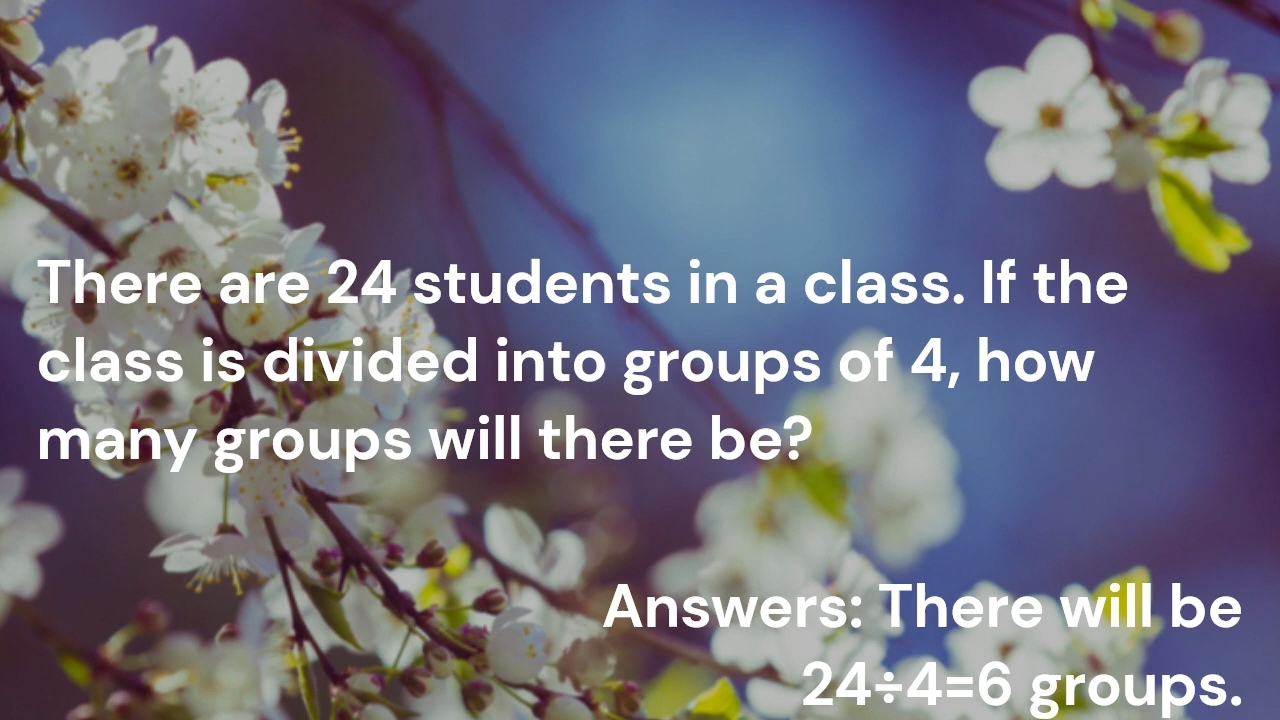 There are 24 students in a class. If the
class is divided into groups of 4, how
many groups will there be?
Answers: There will be
24÷4=6 groups.